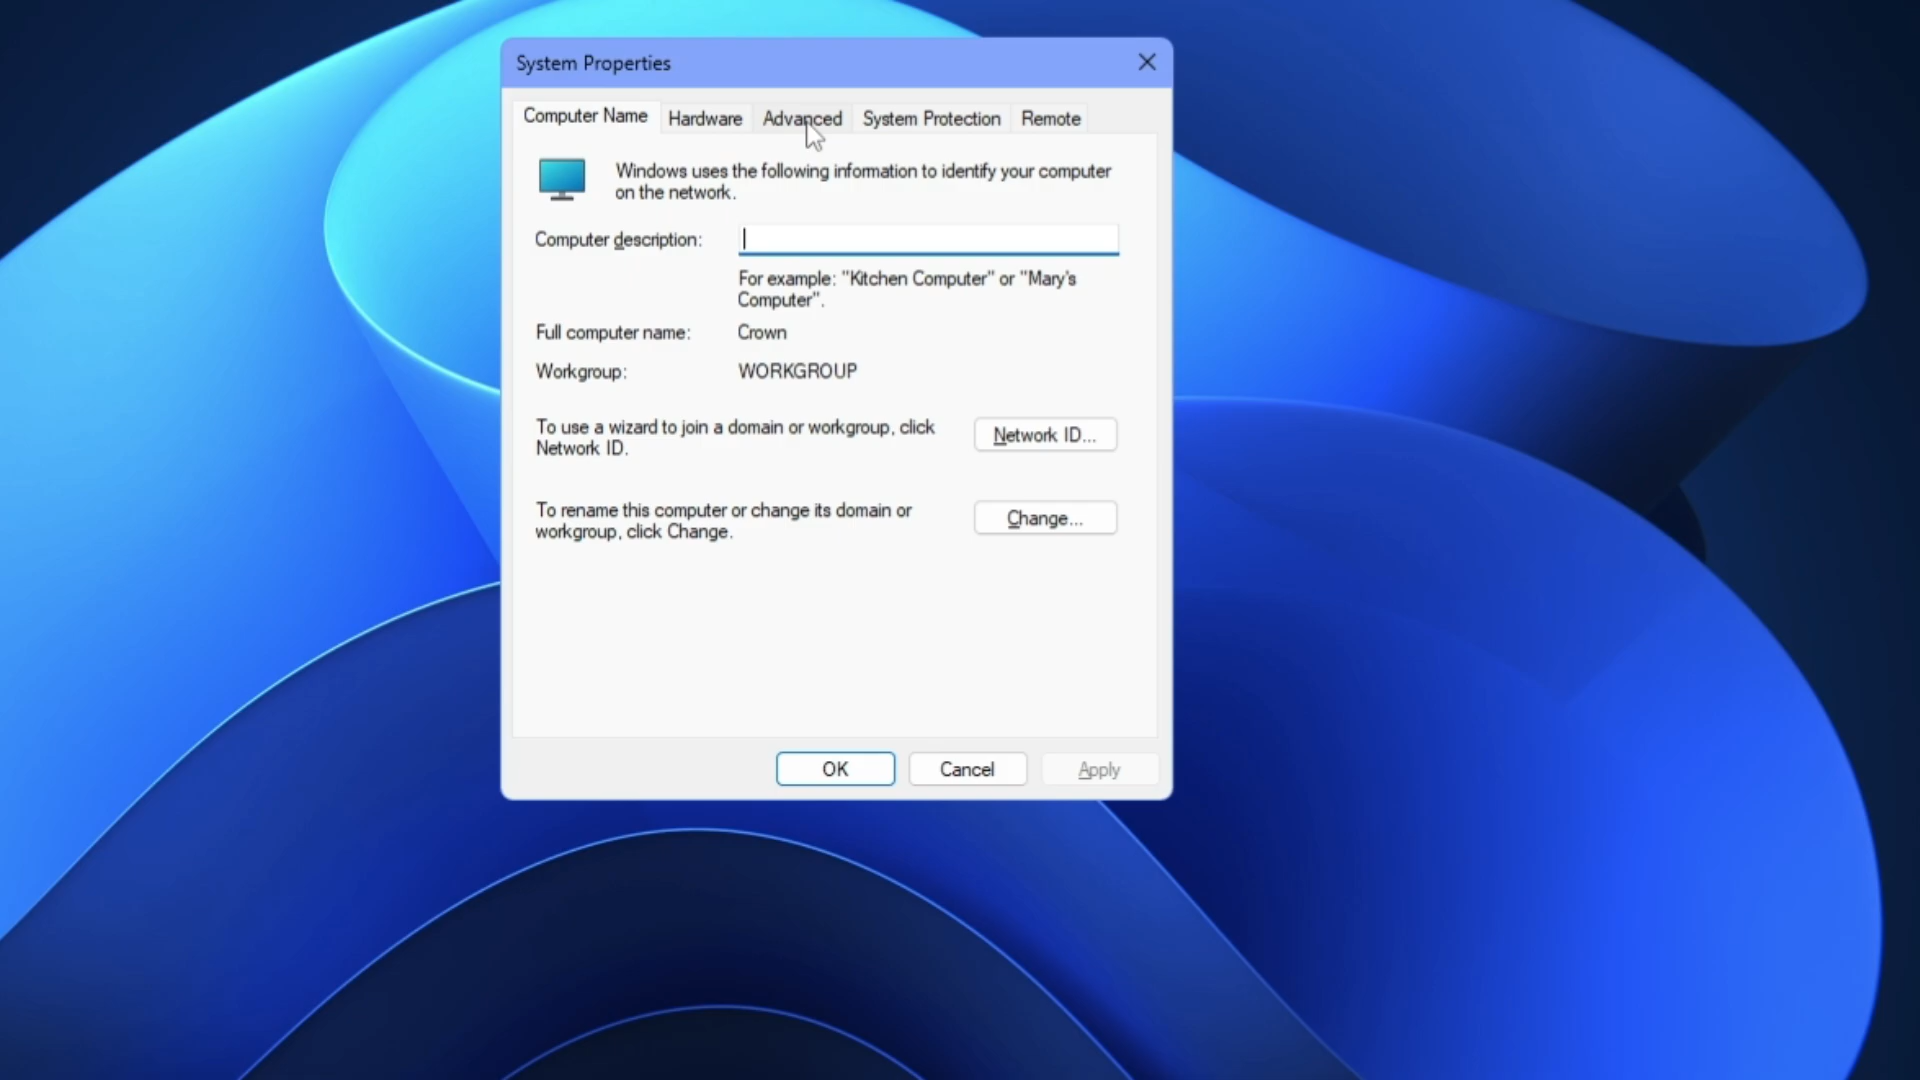 System Properties
Computer Name Hardware Advanced System Protection Remote
Windows uses the following information to identify your computer
on the network.
Computer description:
For example: "Kitchen Computer" or "Mary's
Computer".
Full computer name: Crown
Workgroup: WORKGROUP
To use a wizard to join a domain or workgroup, click
Network ID.
Network ID...
To rename this computer or change its domain or
workgroup, click Change.
Change...
OK Cancel Apply